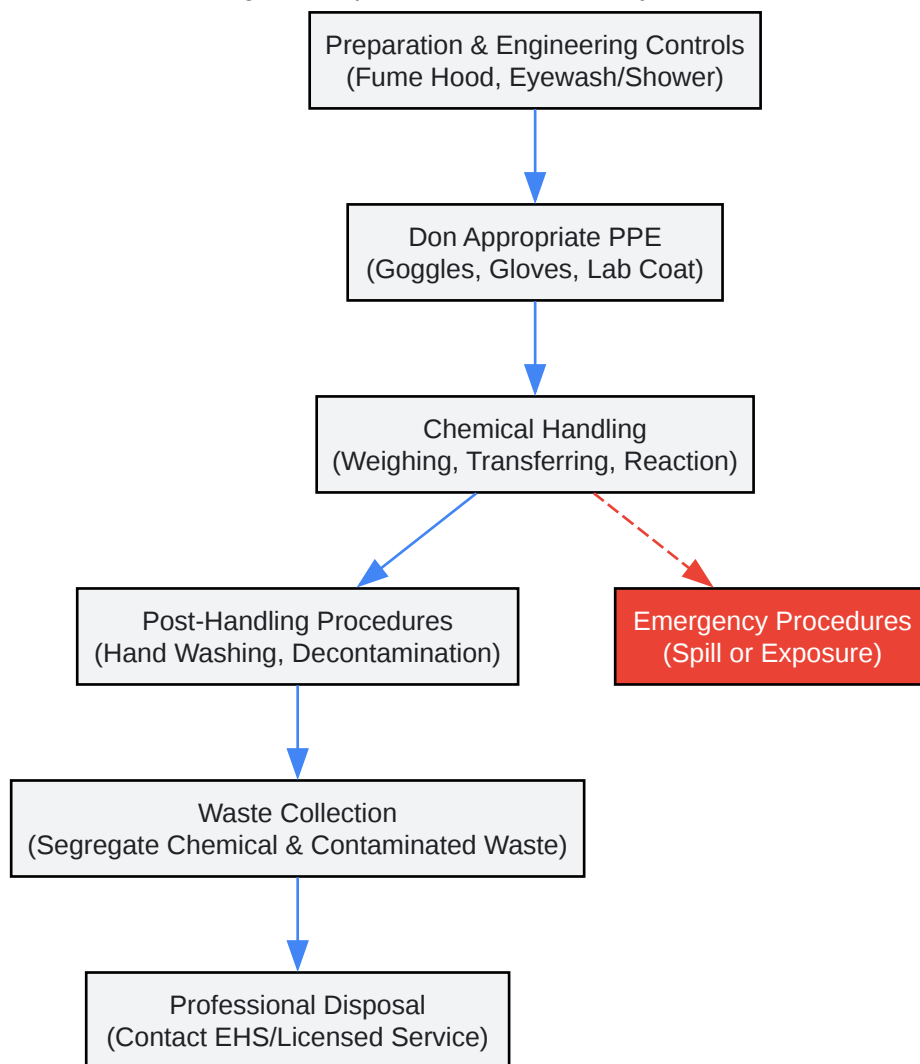 Preparation & Engineering Controls
(Fume Hood, Eyewash/Shower)
Don Appropriate PPE
(Goggles, Gloves, Lab Coat)
Chemical Handling
(Weighing, Transferring, Reaction)
Post-Handling Procedures
(Hand Washing, Decontamination)
Emergency Procedures
(Spill or Exposure)
Waste Collection
(Segregate Chemical & Contaminated Waste)
Professional Disposal
(Contact EHS/Licensed Service)